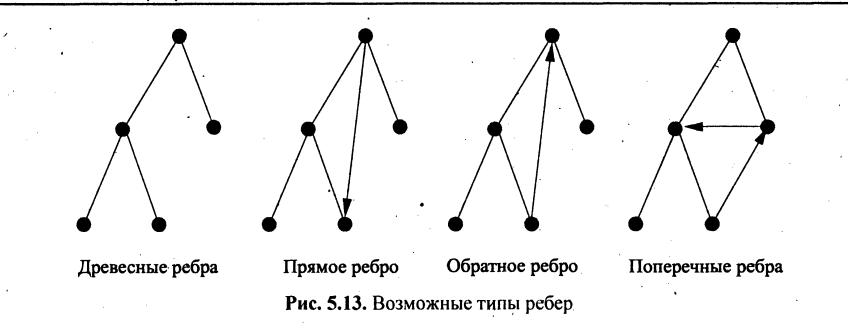 Древесные ребра Прямое ребро Обратное ребро Поперечные ребра
Рис. 5.13. Возможные типы ребер